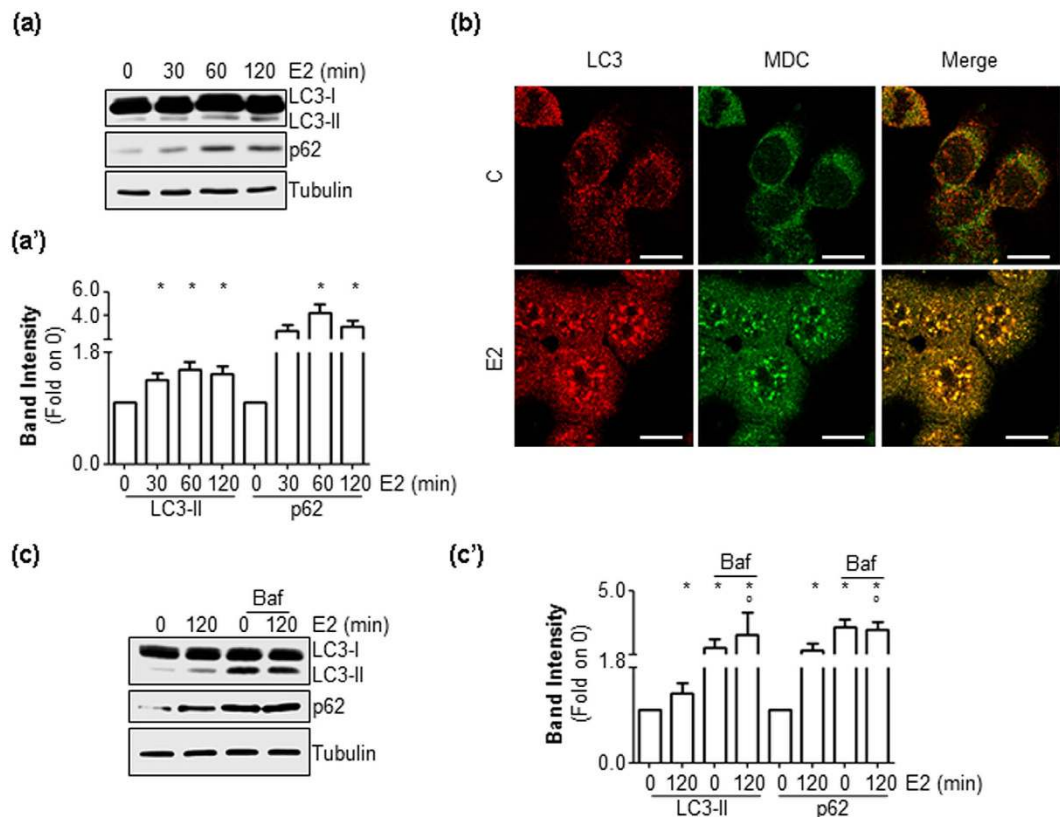 (a)
0 30 60 120 E2 (min)
LC3-I
LC3-II
p62
Tubulin
(a')
Band Intensity
(Fold on 0)
6.0
4.0
1.8
0.0
* * * * *
0 30 60 120 0 30 60 120 E2 (min)
LC3-II p62
(b)
LC3 MDC Merge
C
E2
(c)
Baf
0 120 0 120 E2 (min)
LC3-I
LC3-II
p62
Tubulin
(c')
Band Intensity
(Fold on 0)
5.0
1.8
0.0
Baf Baf
* * * * * *
° °
0 120 0 120 0 120 0 120 E2 (min)
LC3-II p62